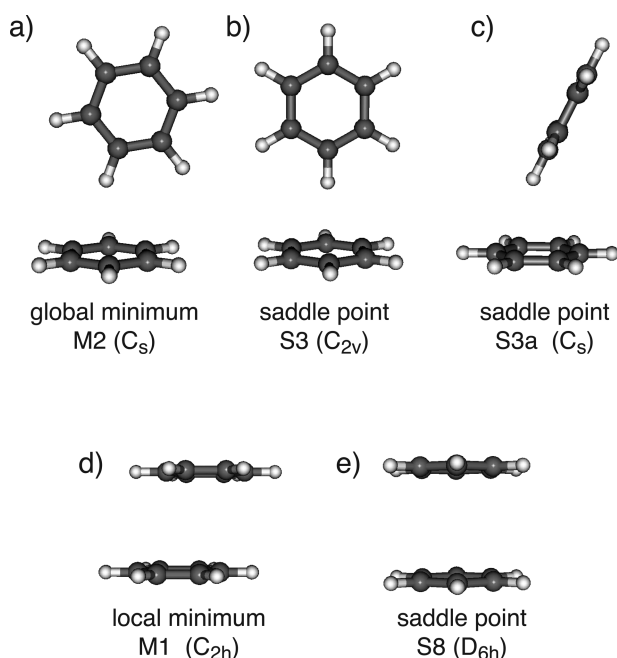 a)
b)
c)
global minimum
M2 (Cₛ)
saddle point
S3 (C₂ᵥ)
saddle point
S3a (Cₛ)
d)
e)
local minimum
M1 (C₂ₕ)
saddle point
S8 (D₆ₕ)